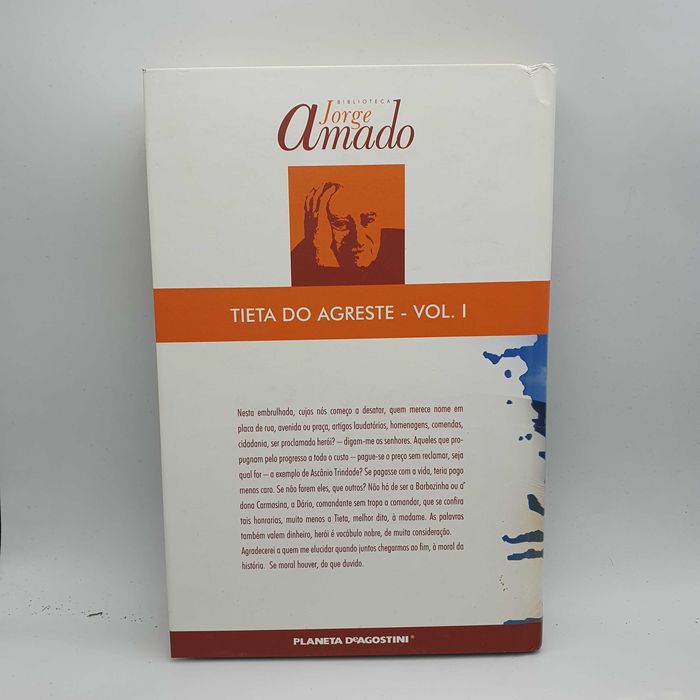 BIBLIOTECA
Jorge
amado
TIETA DO AGRESTE - VOL. I
Nesta embrulhada, cujos nós começo a desatar, quem merece nome em
placa de rua, avenida ou praça, artigos laudatórios, homenagens, comendas,
cidadania, ser proclamado herói? – digam-me os senhores. Aqueles que pro-
pugnam pelo progresso a todo o custo – pague-se o preço sem reclamar, seja
qual for – a exemplo de Ascânio Trindade? Se pagasse com a vida, teria pago
menos caro. Se não forem eles, que outros? Não há de ser a Barbozinha ou a
dona Carmosina, a Dário, comandante sem tropa a comandar, que se confira
tais honrarias, muito menos a Tieta, melhor dito, à madame. As palavras
também valem dinheiro, herói é vocábulo nobre, de muita consideração.
Agradecerei a quem me elucidar quando juntos chegarmos ao fim, à moral da
história. Se moral houver, do que duvido.
PLANETA DeAGOSTINI®